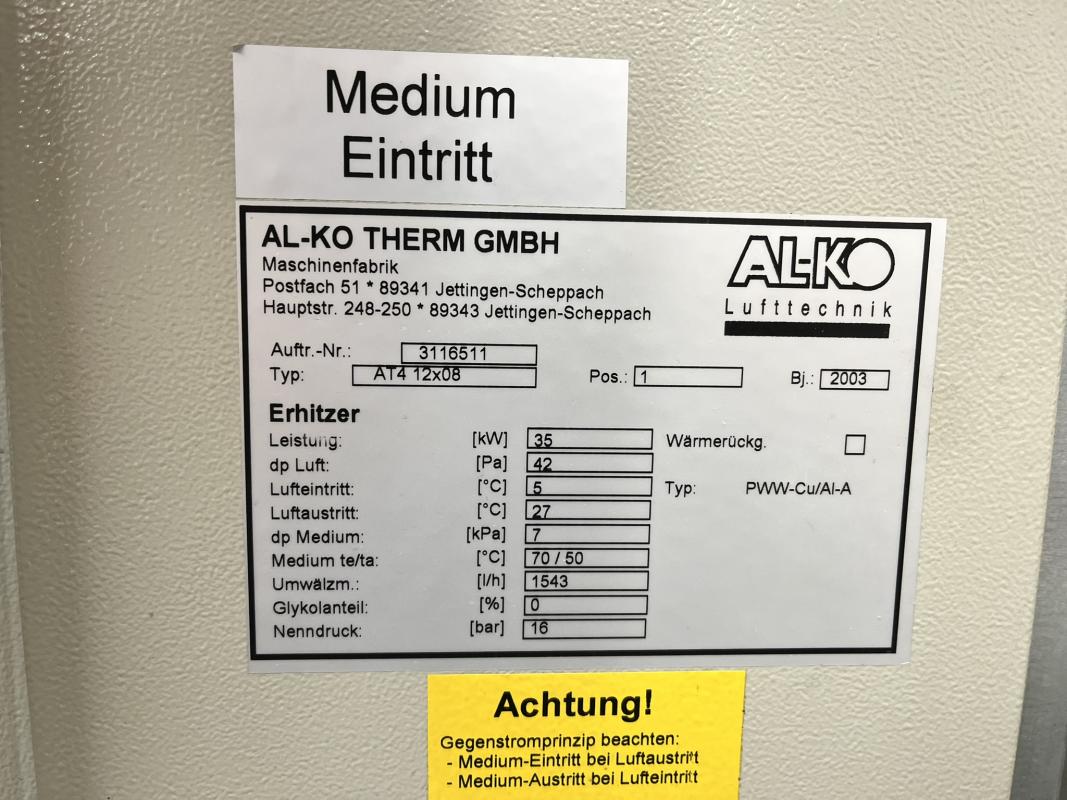 Medium
Eintritt
AL-KO THERM GMBH
Maschinenfabrik
Postfach 51 * 89341 Jettingen-Scheppach
Hauptstr. 248-250 * 89343 Jettingen-Scheppach
AL-KO
Lufttechnik
Auftr.-Nr.: 3116511
Typ: AT4 12x08 Pos.: 1 Bj.: 2003
Erhitzer
Leistung: [kW] 35 Wärmerückg.
dp Luft: [Pa] 42
Lufteintritt: [°C] 5 Typ: PWW-Cu/Al-A
Luftaustritt: [°C] 27
dp Medium: [kPa] 7
Medium te/ta: [°C] 70 / 50
Umwälzm.: [l/h] 1543
Glykolanteil: [%] 0
Nenndruck: [bar] 16
Achtung!
Gegenstromprinzip beachten:
- Medium-Eintritt bei Luftaustritt
- Medium-Austritt bei Lufteintritt